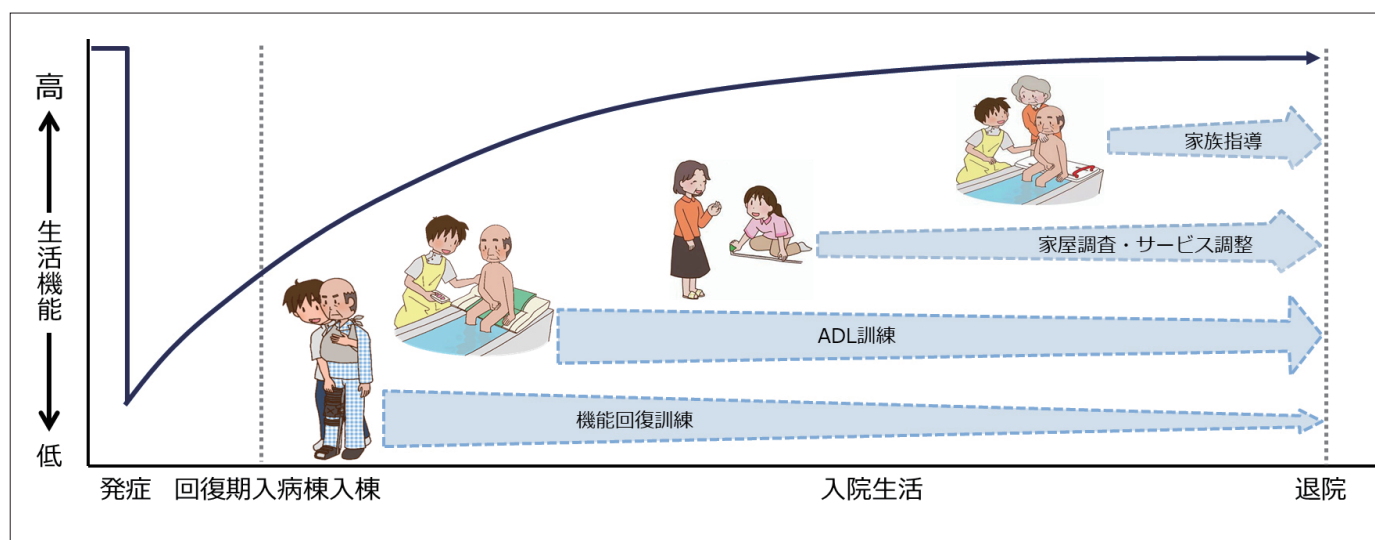 高
生活機能
低
家族指導
家屋調査・サービス調整
ADL訓練
機能回復訓練
発症
回復期入病棟入棟
入院生活
退院